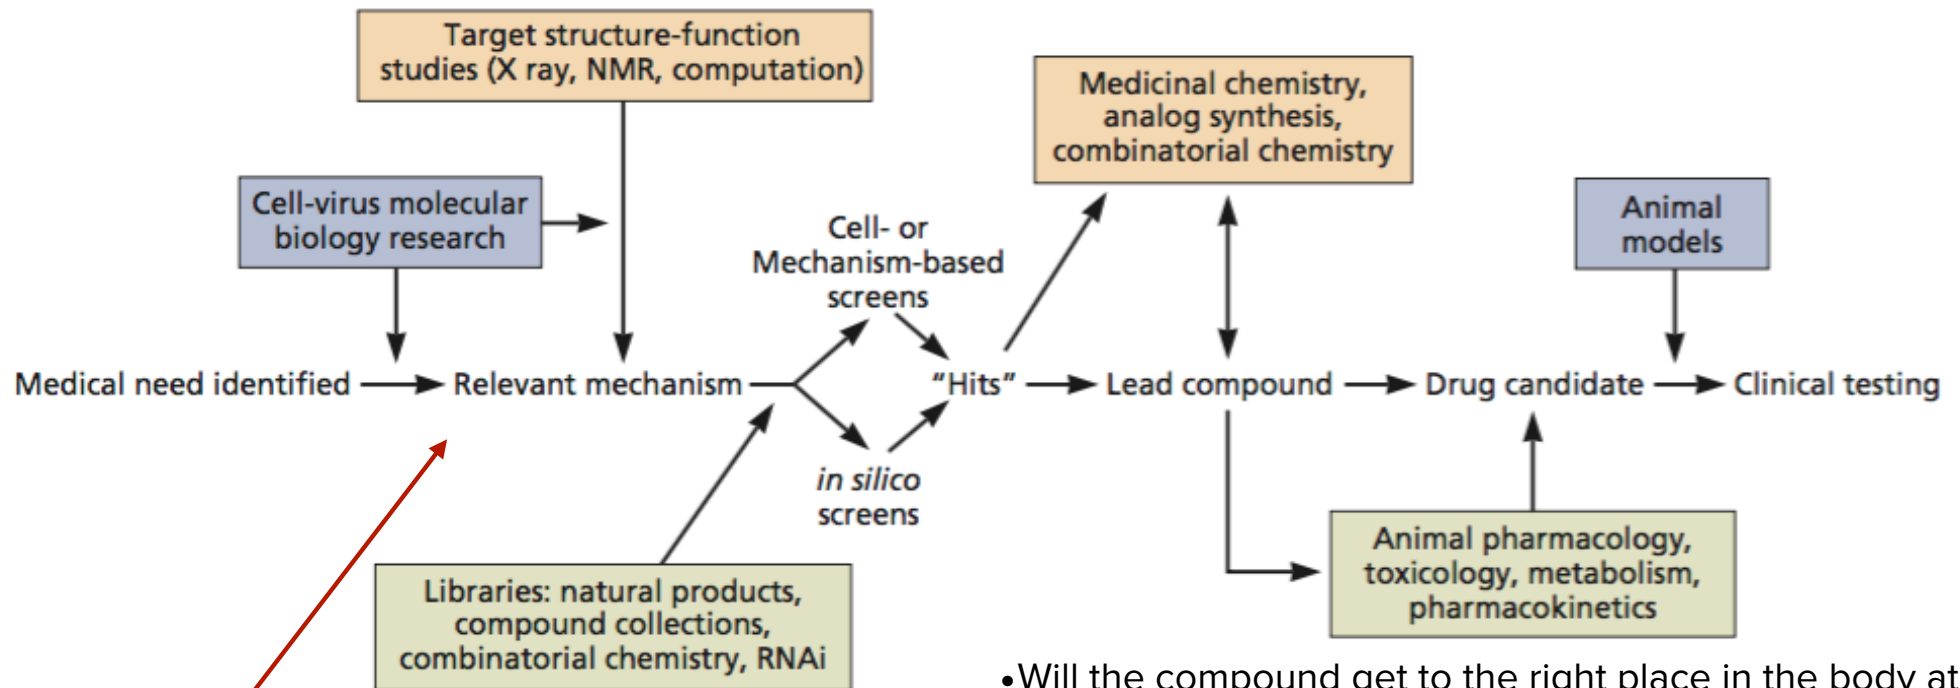 Target structure-function
studies (X ray, NMR, computation)
Medicinal chemistry,
analog synthesis,
combinatorial chemistry
Cell-virus molecular
biology research
Animal
models
Cell- or
Mechanism-based
screens
Medical need identified
Relevant mechanism
“Hits”
Lead compound
Drug candidate
Clinical testing
in silico
screens
Animal pharmacology,
toxicology, metabolism,
pharmacokinetics
Libraries: natural products,
compound collections,
combinatorial chemistry, RNAi
•Will the compound get to the right place in the body at